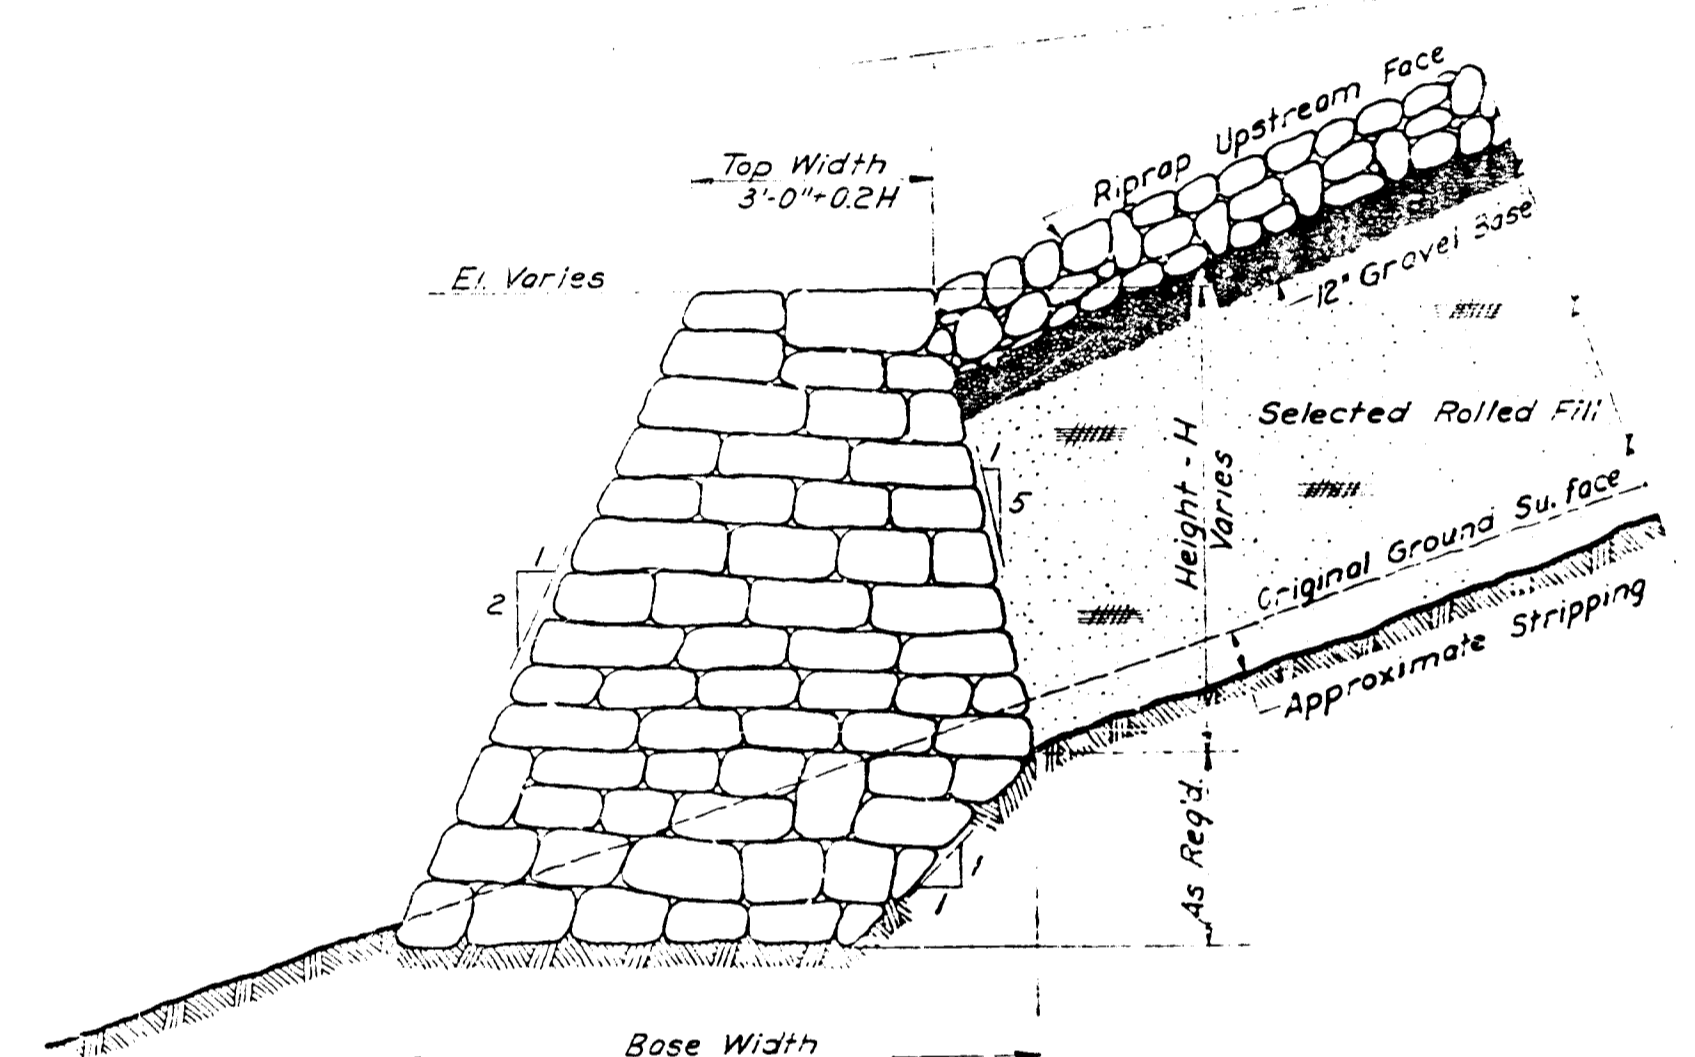 Riprap Upstream Face
Top Width
3'-0"+0.2H
El. Varies
12" Gravel Base
Selected Rolled Fill
Height - H
Varies
1
5
1
2
Original Ground Surface
Approximate Stripping
As Req'd.
1
1
Base Width